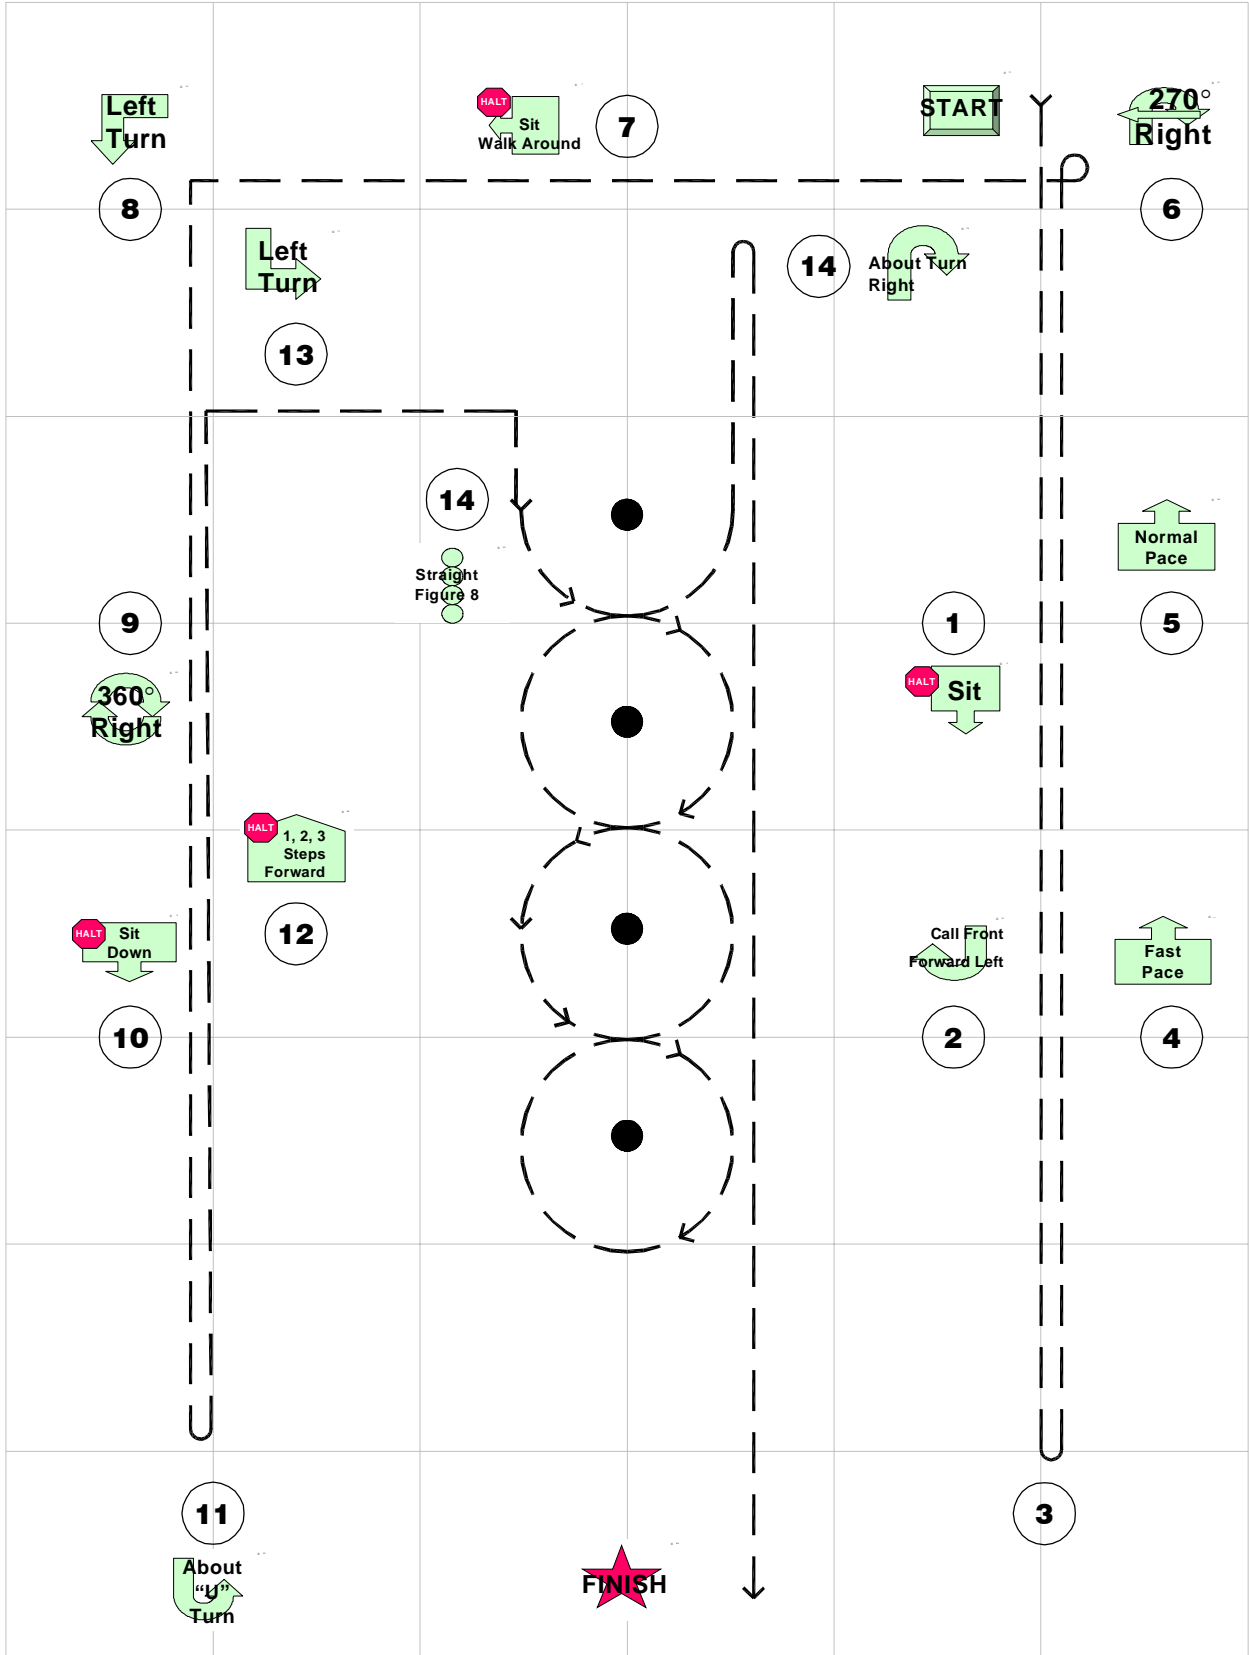 Left
Turn
8
HALT
Sit
Walk Around
7
START
270°
Right
6
Left
Turn
13
14
About Turn
Right
14
Straight
Figure 8
Normal
Pace
5
9
360°
Right
1
HALT
Sit
HALT
1, 2, 3
Steps
Forward
12
HALT
Sit
Down
10
Call Front
Forward Left
2
Fast
Pace
4
11
About
“U”
Turn
FINISH
3